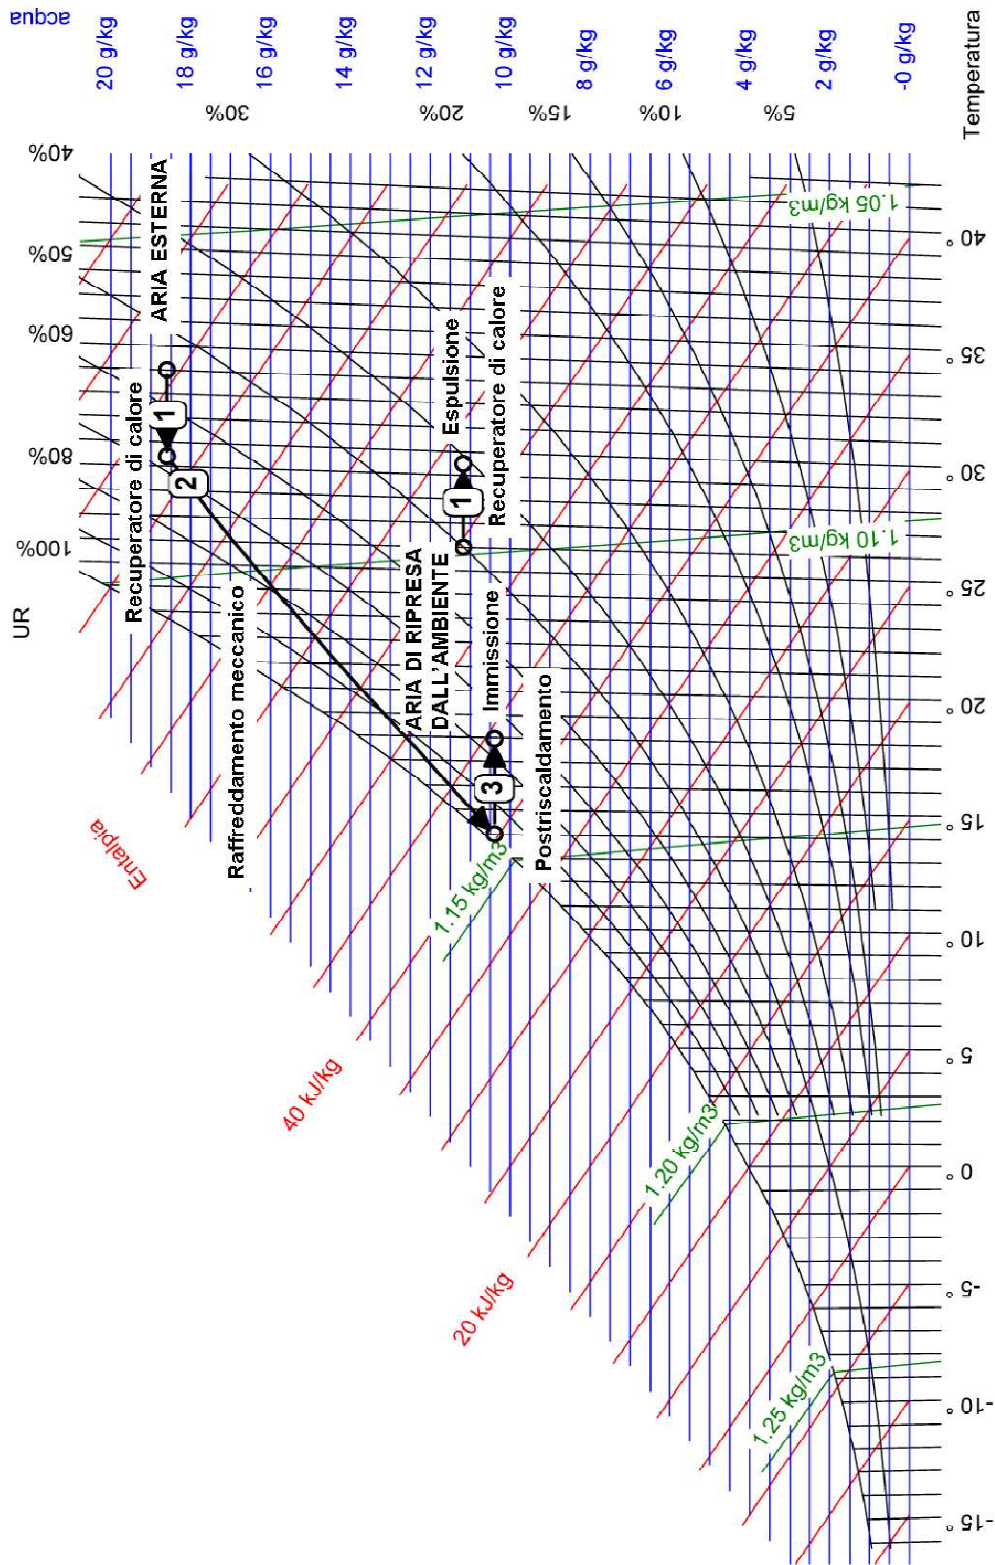 acqua
20 g/kg
18 g/kg
16 g/kg
14 g/kg
12 g/kg
10 g/kg
8 g/kg
6 g/kg
4 g/kg
2 g/kg
-0 g/kg
30%
20%
15%
10%
5%
40%
50%
60%
80%
100%
UR
Temperatura
40°
35°
30°
25°
20°
15°
10°
5°
0°
-5°
-10°
-15°
Entalpia
40 kJ/kg
20 kJ/kg
1.05 kg/m3
1.10 kg/m3
1.15 kg/m3
1.20 kg/m3
1.25 kg/m3
ARIA ESTERNA
Recuperatore di calore
1
2
Raffreddamento meccanico
Espulsione
Recuperatore di calore
1
ARIA DI RIPRESA
DALL'AMBIENTE
Immissione
3
Postriscaldamento